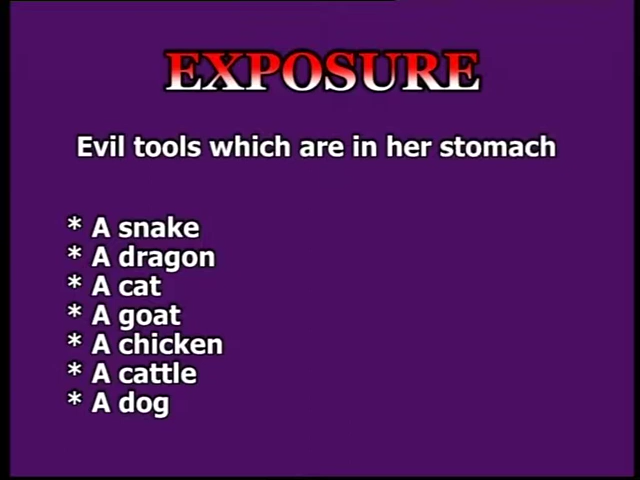 EXPOSURE
Evil tools which are in her stomach
* A snake
* A dragon
* A cat
* A goat
* A chicken
* A cattle
* A dog